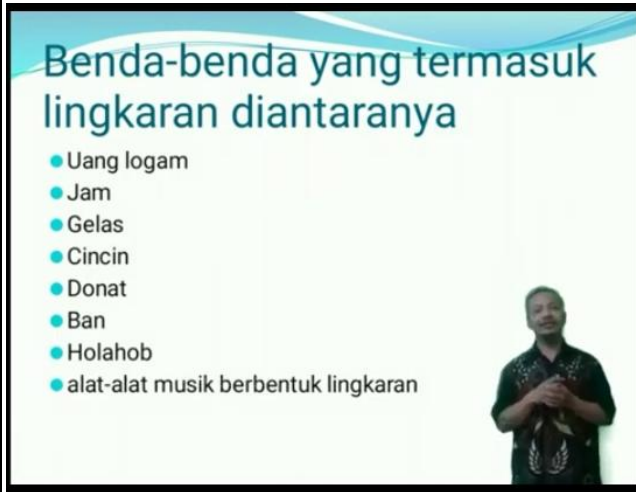 Benda-benda yang termasuk
lingkaran diantaranya
Uang logam
Jam
Gelas
Cincin
Donat
Ban
Holahob
alat-alat musik berbentuk lingkaran